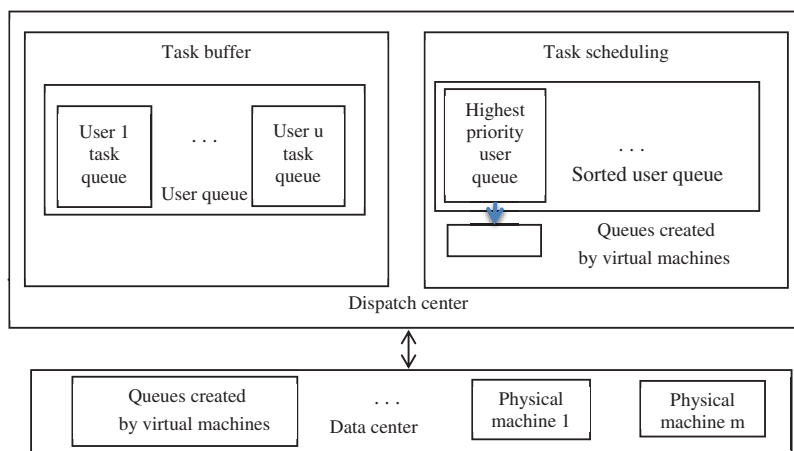 Task buffer
User 1
task
queue
. . .
User u
task
queue
User queue
Task scheduling
Highest
priority
user
queue
. . .
Sorted user queue
Queues created
by virtual machines
Dispatch center
Queues created
by virtual machines
. . .
Data center
Physical
machine 1
Physical
machine m